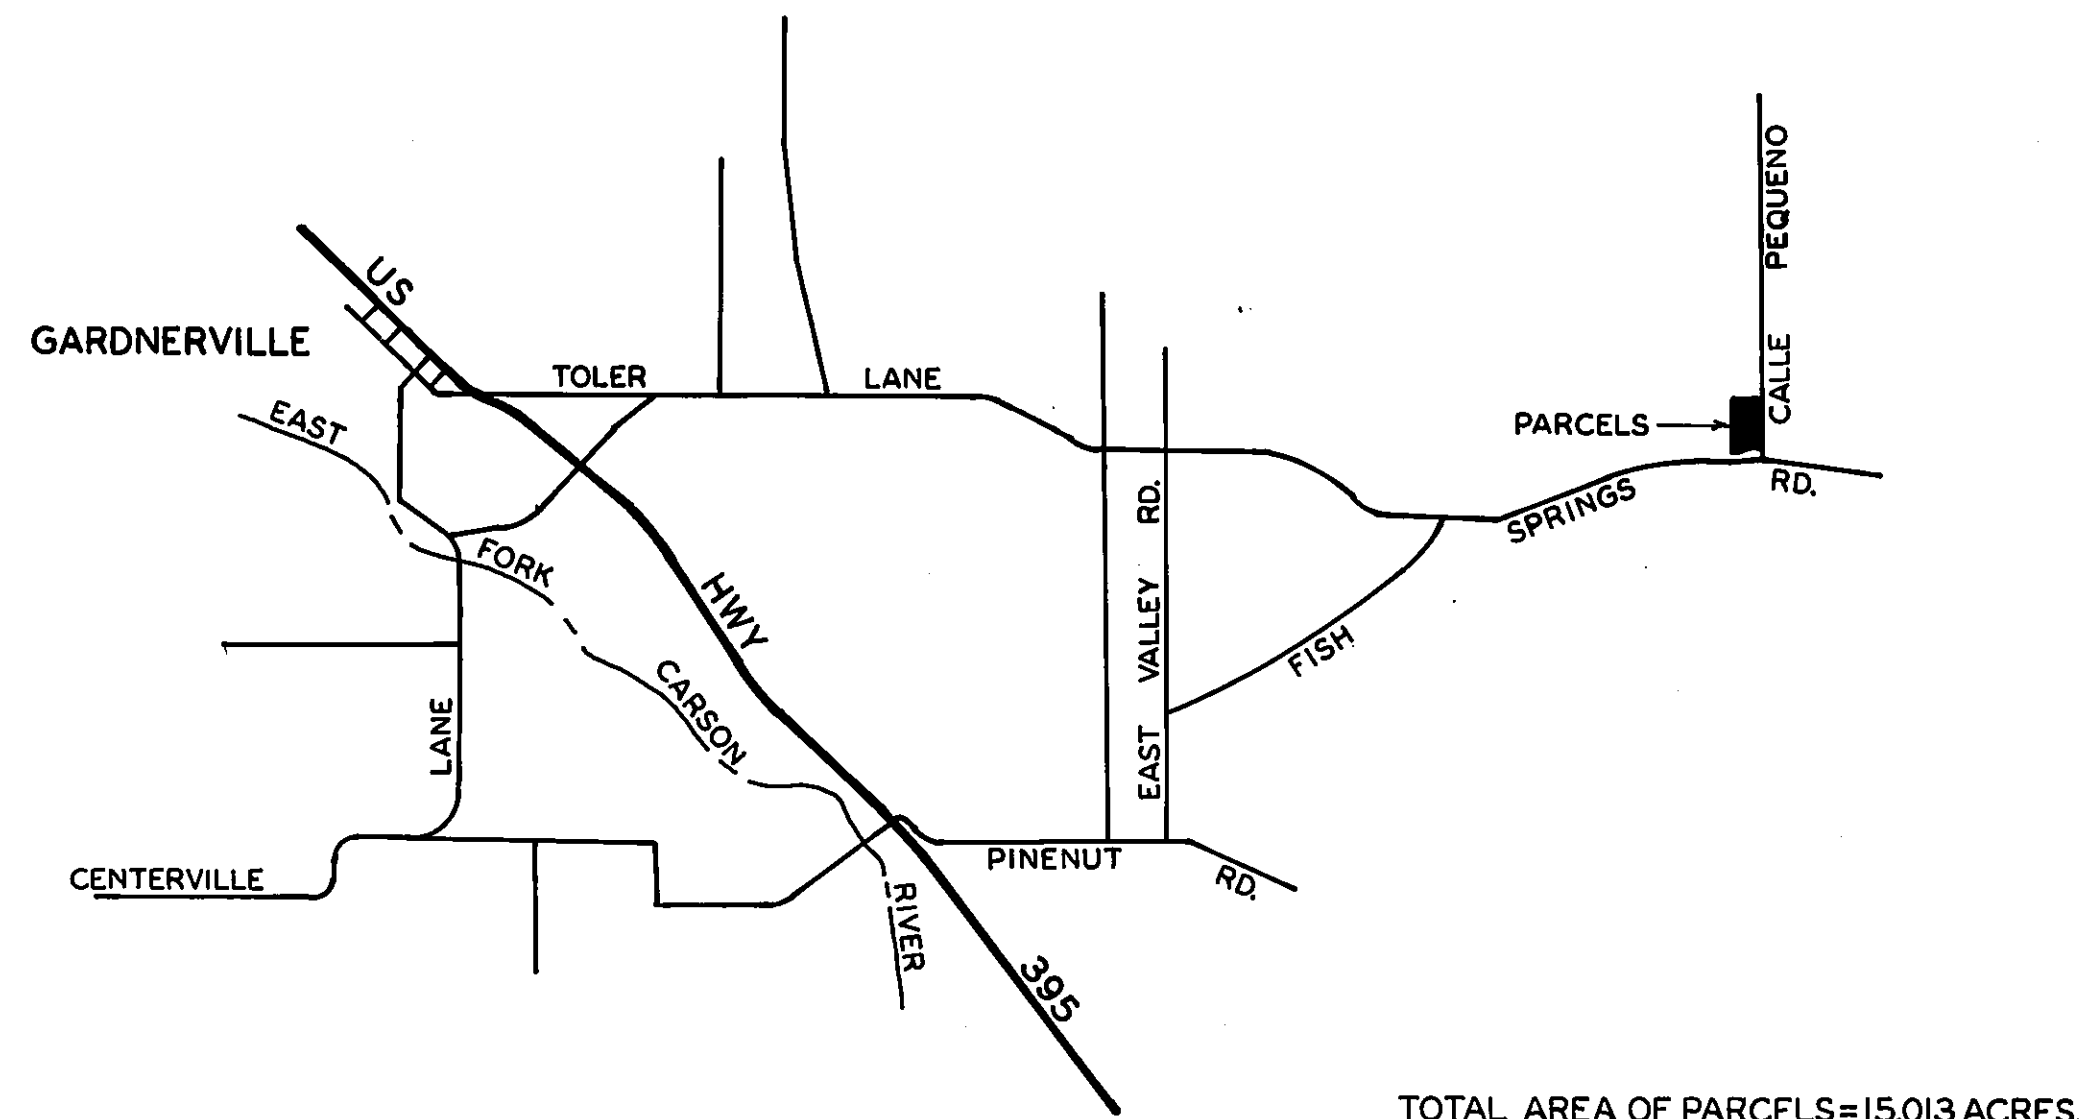 CALLE PEQUENO
US
GARDNERVILLE
TOLER LANE
EAST FORK CARSON RIVER
PARCELS
FISH SPRINGS RD.
EAST VALLEY RD.
HWY
CENTERVILLE LANE
PINENUT RD.
395
TOTAL AREA OF PARCELS=15.013 ACRES